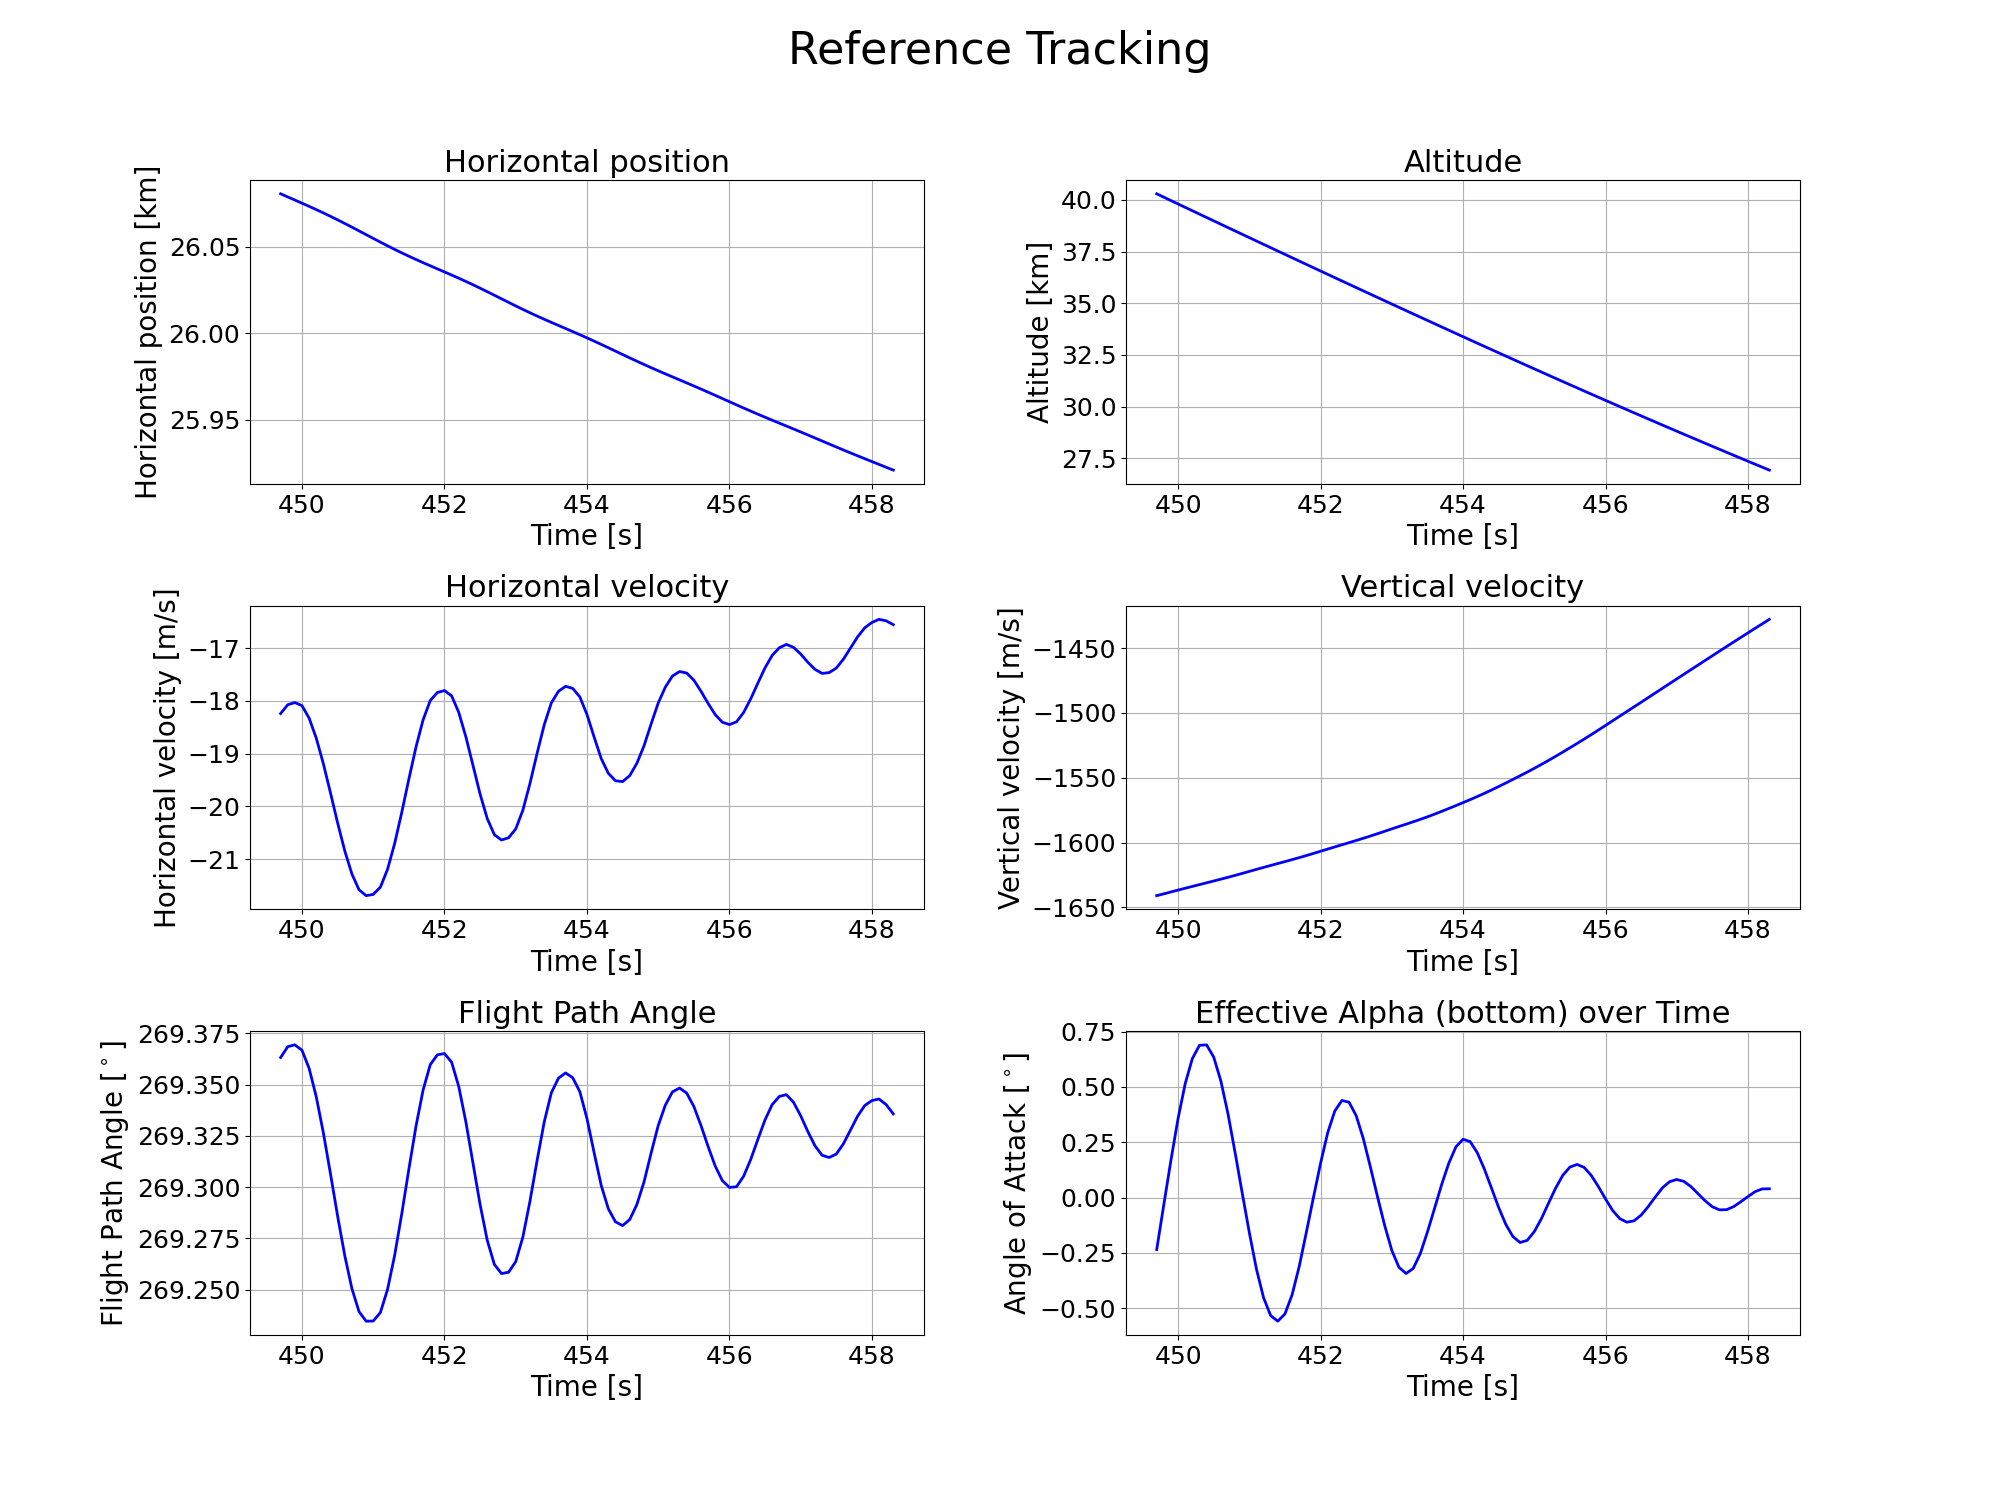 Reference Tracking
Horizontal position
Horizontal position [km]
26.05
26.00
25.95
450 452 454 456 458
Time [s]
Altitude
Altitude [km]
40.0
37.5
35.0
32.5
30.0
27.5
450 452 454 456 458
Time [s]
Horizontal velocity
Horizontal velocity [m/s]
−17
−18
−19
−20
−21
450 452 454 456 458
Time [s]
Vertical velocity
Vertical velocity [m/s]
−1450
−1500
−1550
−1600
−1650
450 452 454 456 458
Time [s]
Flight Path Angle
Flight Path Angle [°]
269.375
269.350
269.325
269.300
269.275
269.250
450 452 454 456 458
Time [s]
Effective Alpha (bottom) over Time
Angle of Attack [°]
0.75
0.50
0.25
0.00
−0.25
−0.50
450 452 454 456 458
Time [s]